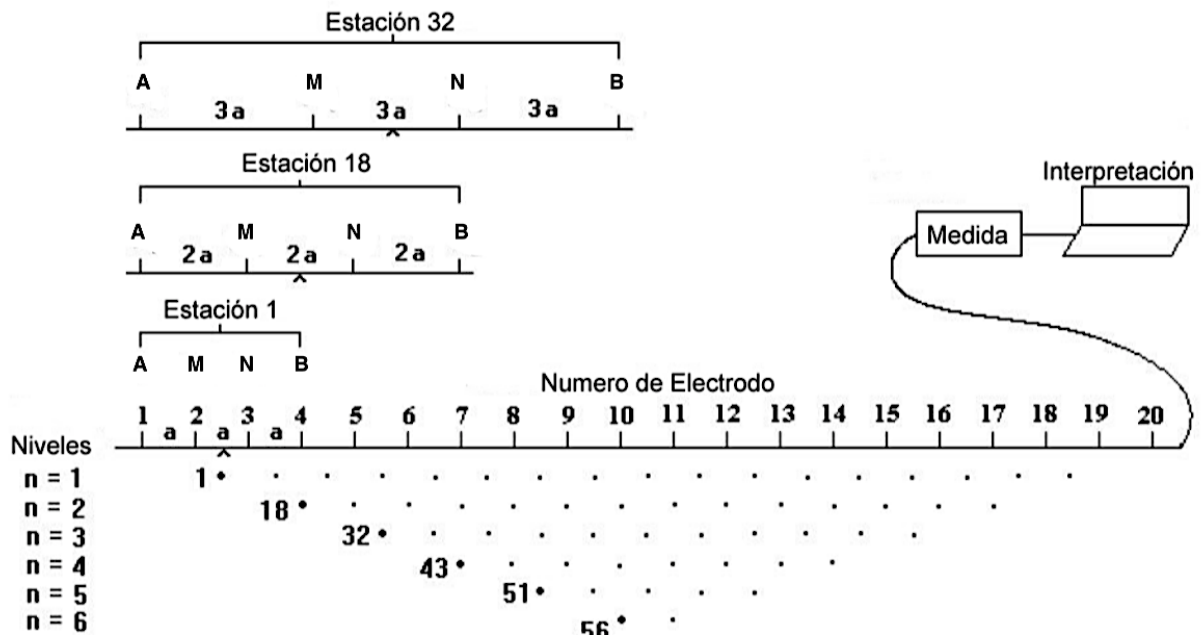 Estación 32
A M N B
3a 3a 3a
Estación 18
A M N B
2a 2a 2a
Estación 1
A M N B
Interpretación
Medida
Numero de Electrodo
1 2 3 4 5 6 7 8 9 10 11 12 13 14 15 16 17 18 19 20
a a a
Niveles
n = 1 1
n = 2 18
n = 3 32
n = 4 43
n = 5 51
n = 6 56